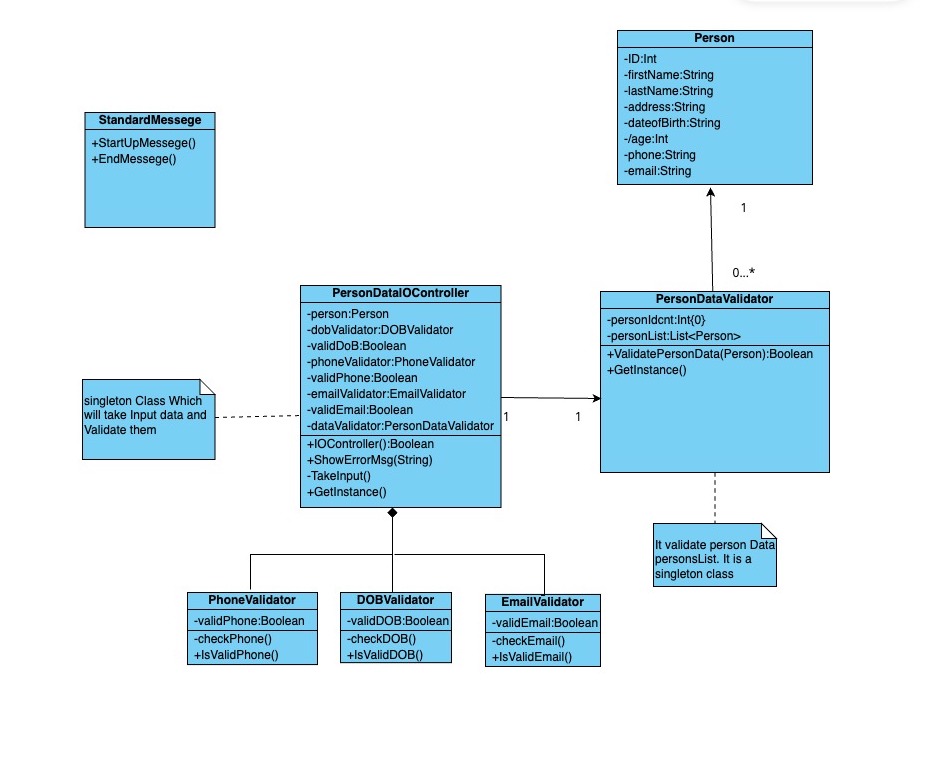 Person
-ID:Int
-firstName:String
-lastName:String
-address:String
-dateofBirth:String
-/age:Int
-phone:String
-email:String
StandardMessege
+StartUpMessege()
+EndMessege()
1
0...*
PersonDataIOController
-person:Person
-dobValidator:DOBValidator
-validDoB:Boolean
-phoneValidator:PhoneValidator
-validPhone:Boolean
-emailValidator:EmailValidator
-validEmail:Boolean
-dataValidator:PersonDataValidator
+IOController():Boolean
+ShowErrorMsg(String)
-TakeInput()
+GetInstance()
PersonDataValidator
-personIdcnt:Int{0}
-personList:List<Person>
+ValidatePersonData(Person):Boolean
+GetInstance()
singleton Class Which
will take Input data and
Validate them
1
1
It validate person Data
personsList. It is a
singleton class
PhoneValidator
-validPhone:Boolean
-checkPhone()
+IsValidPhone()
DOBValidator
-validDOB:Boolean
-checkDOB()
+IsValidDOB()
EmailValidator
-validEmail:Boolean
-checkEmail()
+IsValidEmail()